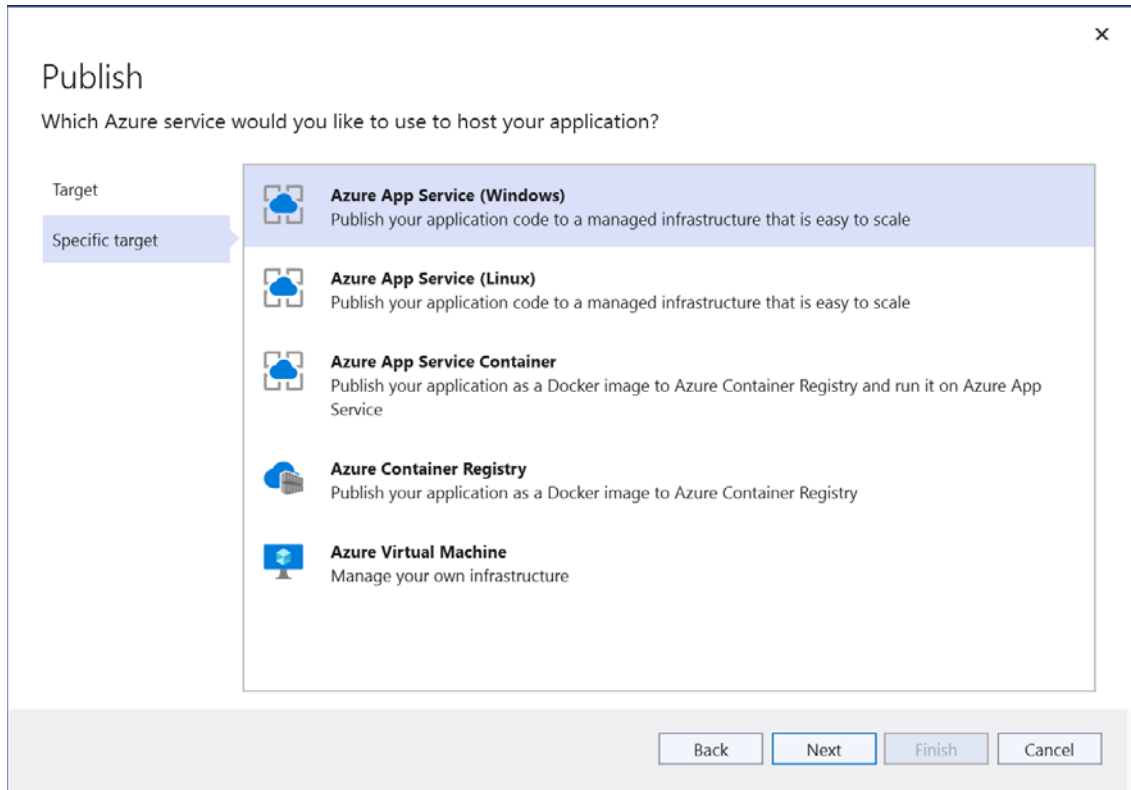 Publish
Which Azure service would you like to use to host your application?
Target
Specific target
Azure App Service (Windows)
Publish your application code to a managed infrastructure that is easy to scale
Azure App Service (Linux)
Publish your application code to a managed infrastructure that is easy to scale
Azure App Service Container
Publish your application as a Docker image to Azure Container Registry and run it on Azure App
Service
Azure Container Registry
Publish your application as a Docker image to Azure Container Registry
Azure Virtual Machine
Manage your own infrastructure
Back
Next
Finish
Cancel